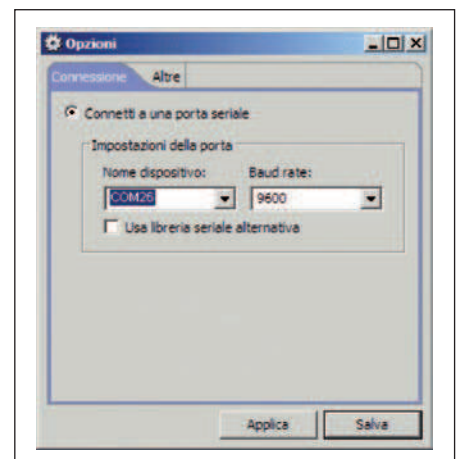 Opzioni
Connessione Altre
Connetti a una porta seriale
Impostazioni della porta
Nome dispositivo: Baud rate:
COM26 9600
Usa libreria seriale alternativa
Applica Salva